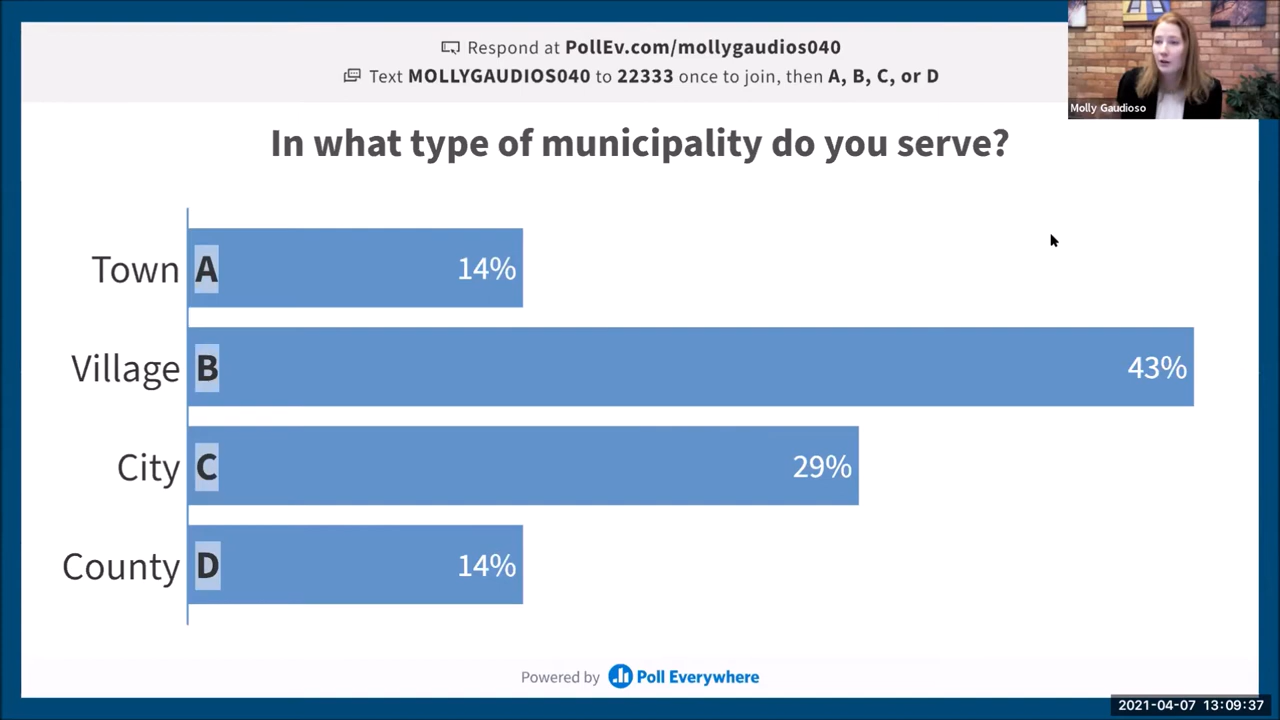 Respond at PollEv.com/mollygaudios040
Text MOLLYGAUDIOS040 to 22333 once to join, then A, B, C, or D
Molly Gaudioso
In what type of municipality do you serve?
Town A 14%
Village B 43%
City C 29%
County D 14%
Powered by Poll Everywhere
2021-04-07 13:09:37